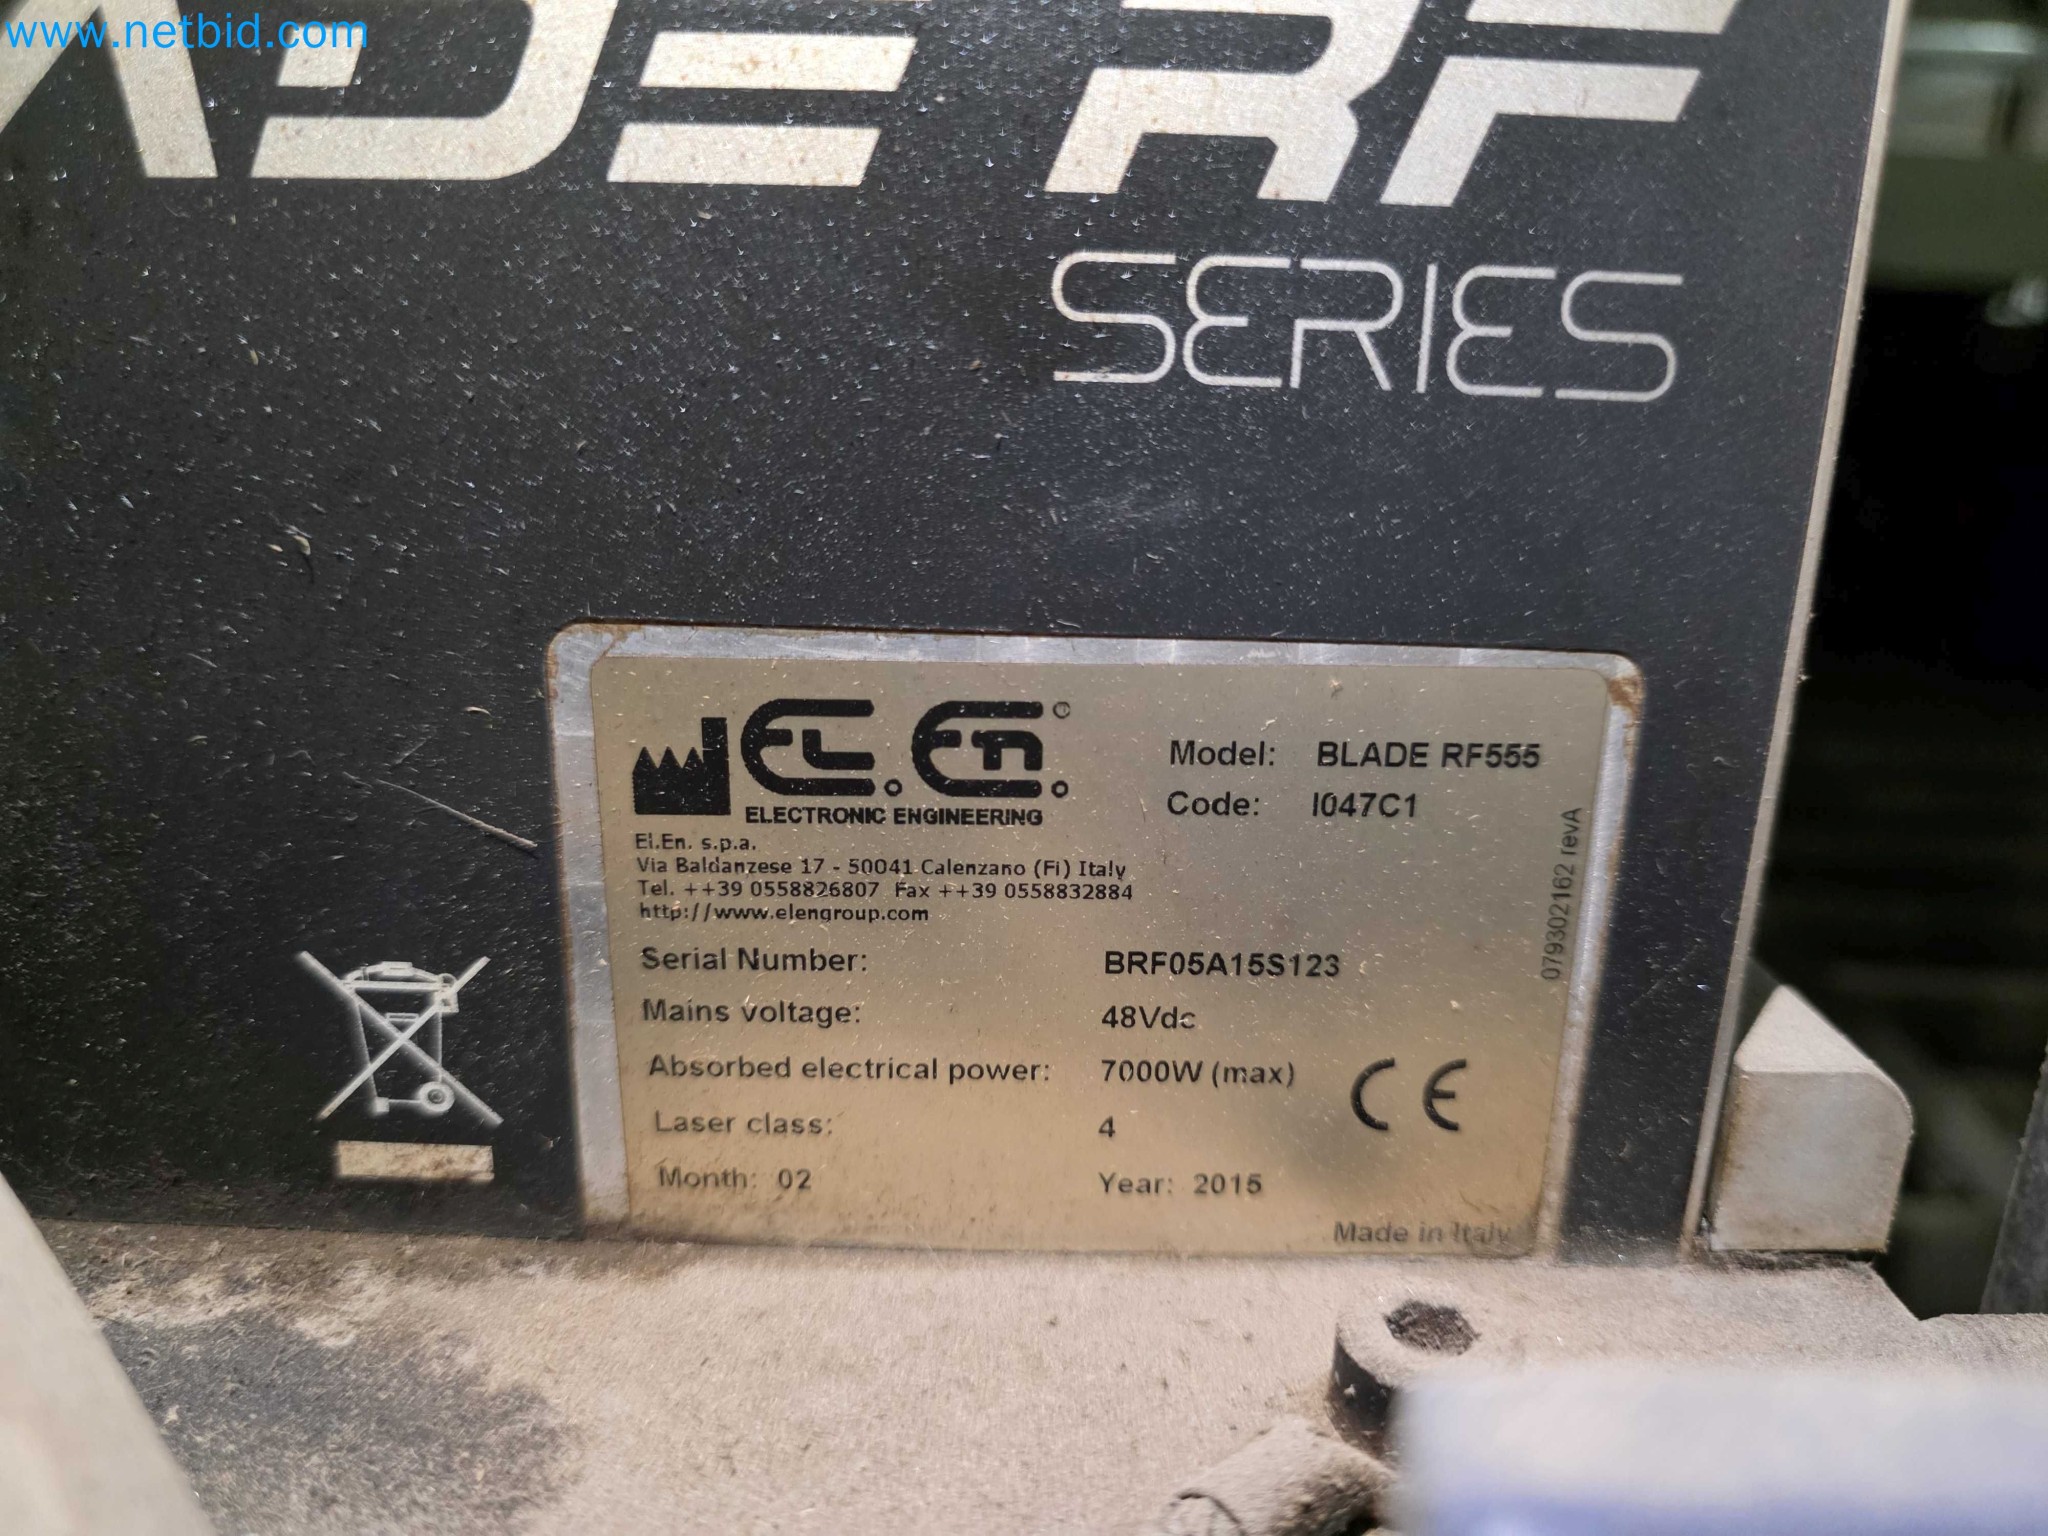 www.netbid.com
ADE RF
SERIES
EL.En.
ELECTRONIC ENGINEERING
El.En. s.p.a.
Via Baldanzese 17 - 50041 Calenzano (Fi) Italy
Tel. ++39 0558826807 Fax ++39 0558832884
http://www.elengroup.com
Model: BLADE RF555
Code: I047C1
079302162 revA
Serial Number: BRF05A15S123
Mains voltage: 48Vdc
Absorbed electrical power: 7000W (max)
CE
Laser class: 4
Month: 02 Year: 2015
Made in Italy